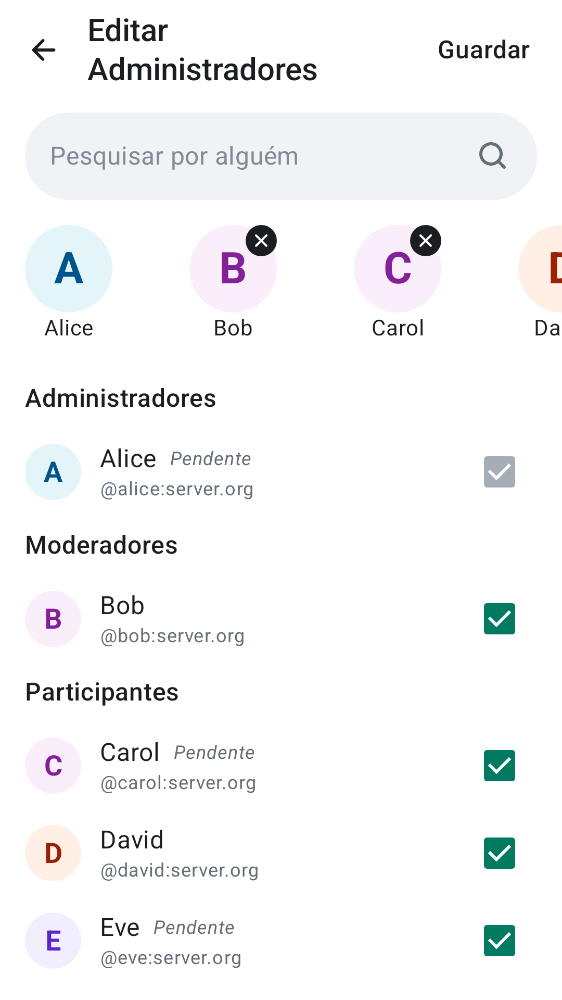 Editar
Administradores
Guardar
Pesquisar por alguém
A
B
C
D
Alice
Bob
Carol
Da
Administradores
A
Alice Pendente
@alice:server.org
Moderadores
B
Bob
@bob:server.org
Participantes
C
Carol Pendente
@carol:server.org
D
David
@david:server.org
E
Eve Pendente
@eve:server.org